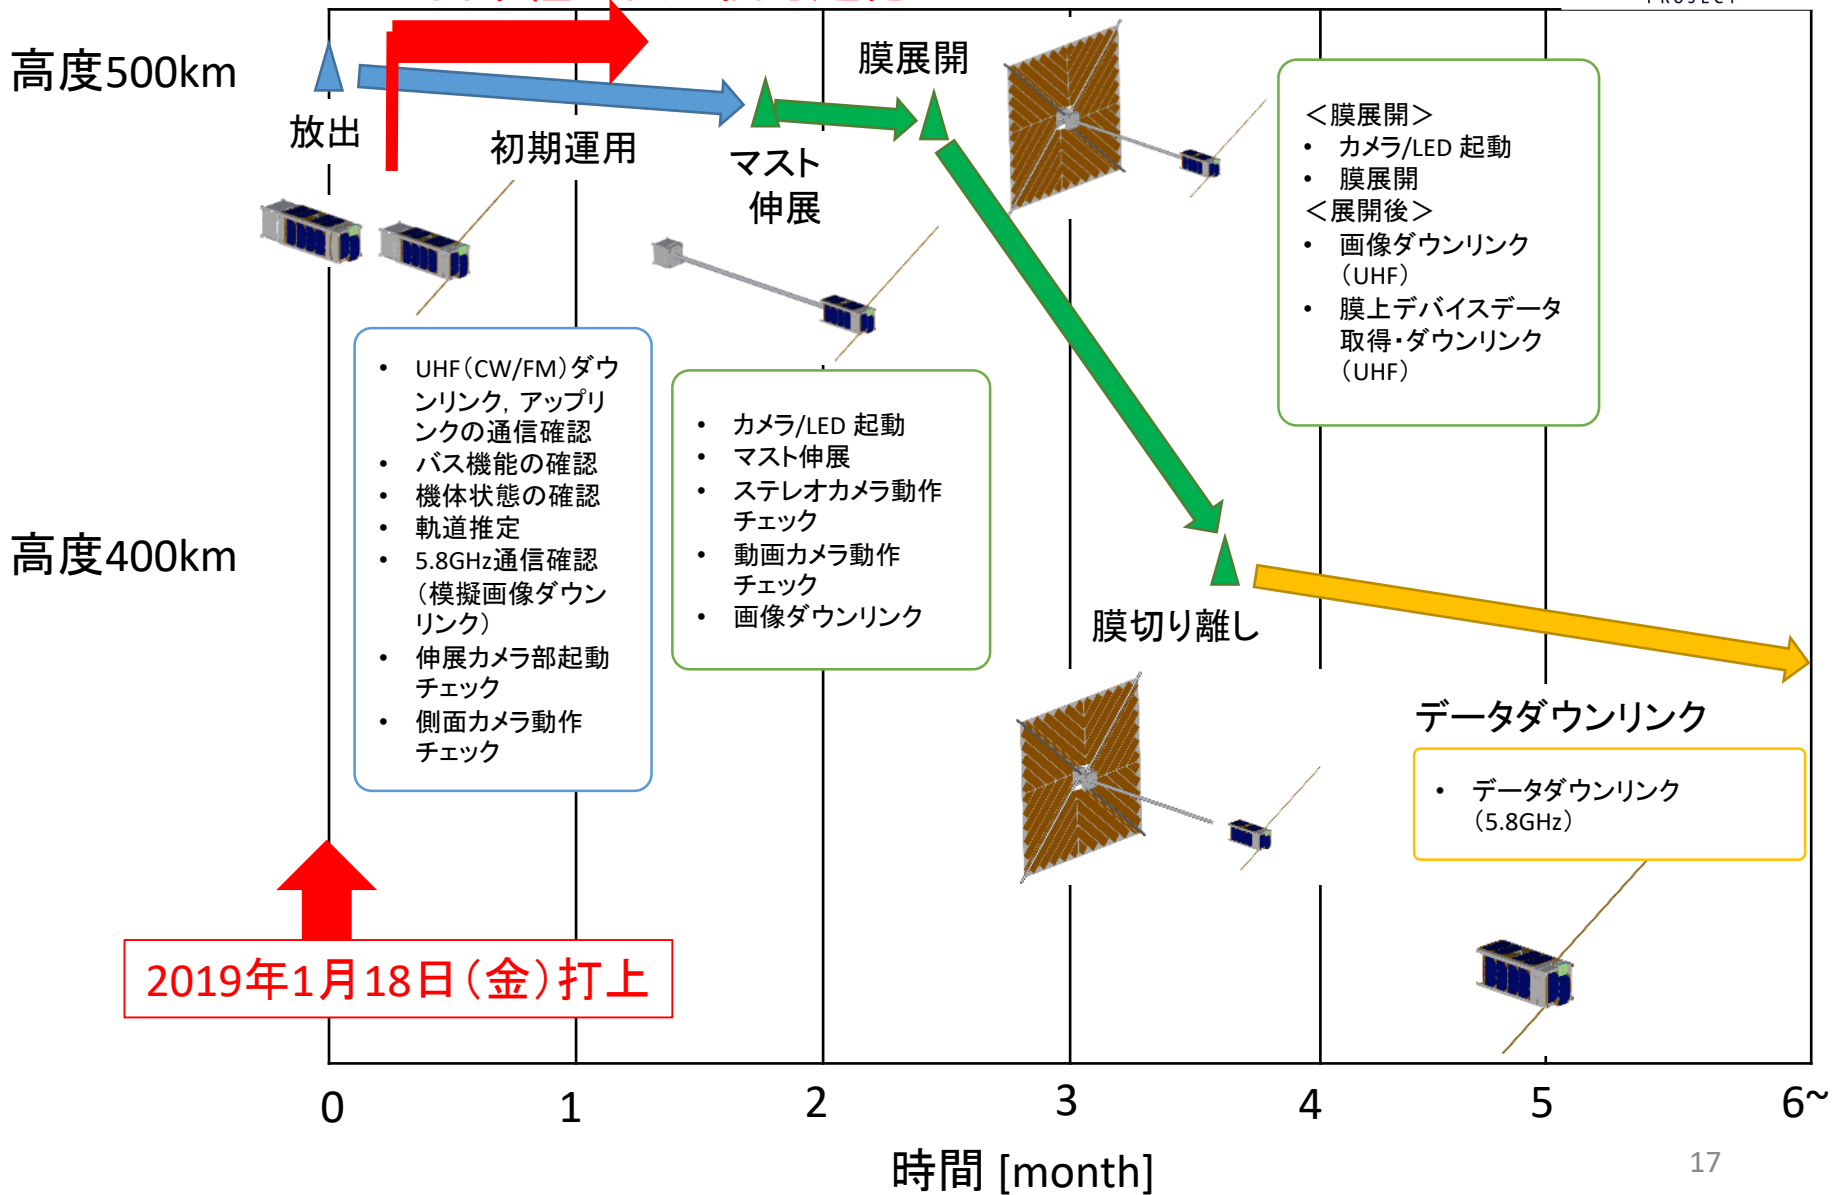 高度500km
放出
初期運用
マスト
伸展
膜展開
＜膜展開＞
• カメラ/LED 起動
• 膜展開
＜展開後＞
• 画像ダウンリンク
（UHF）
• 膜上デバイスデータ
取得・ダウンリンク
（UHF）
• UHF（CW/FM）ダウ
ンリンク，アップリ
ンクの通信確認
• バス機能の確認
• 機体状態の確認
• 軌道推定
• 5.8GHz通信確認
（模擬画像ダウン
リンク）
• 伸展カメラ部起動
チェック
• 側面カメラ動作
チェック
• カメラ/LED 起動
• マスト伸展
• ステレオカメラ動作
チェック
• 動画カメラ動作
チェック
• 画像ダウンリンク
高度400km
膜切り離し
データダウンリンク
• データダウンリンク
（5.8GHz）
2019年1月18日（金）打上
0 1 2 3 4 5 6~
時間 [month]
17